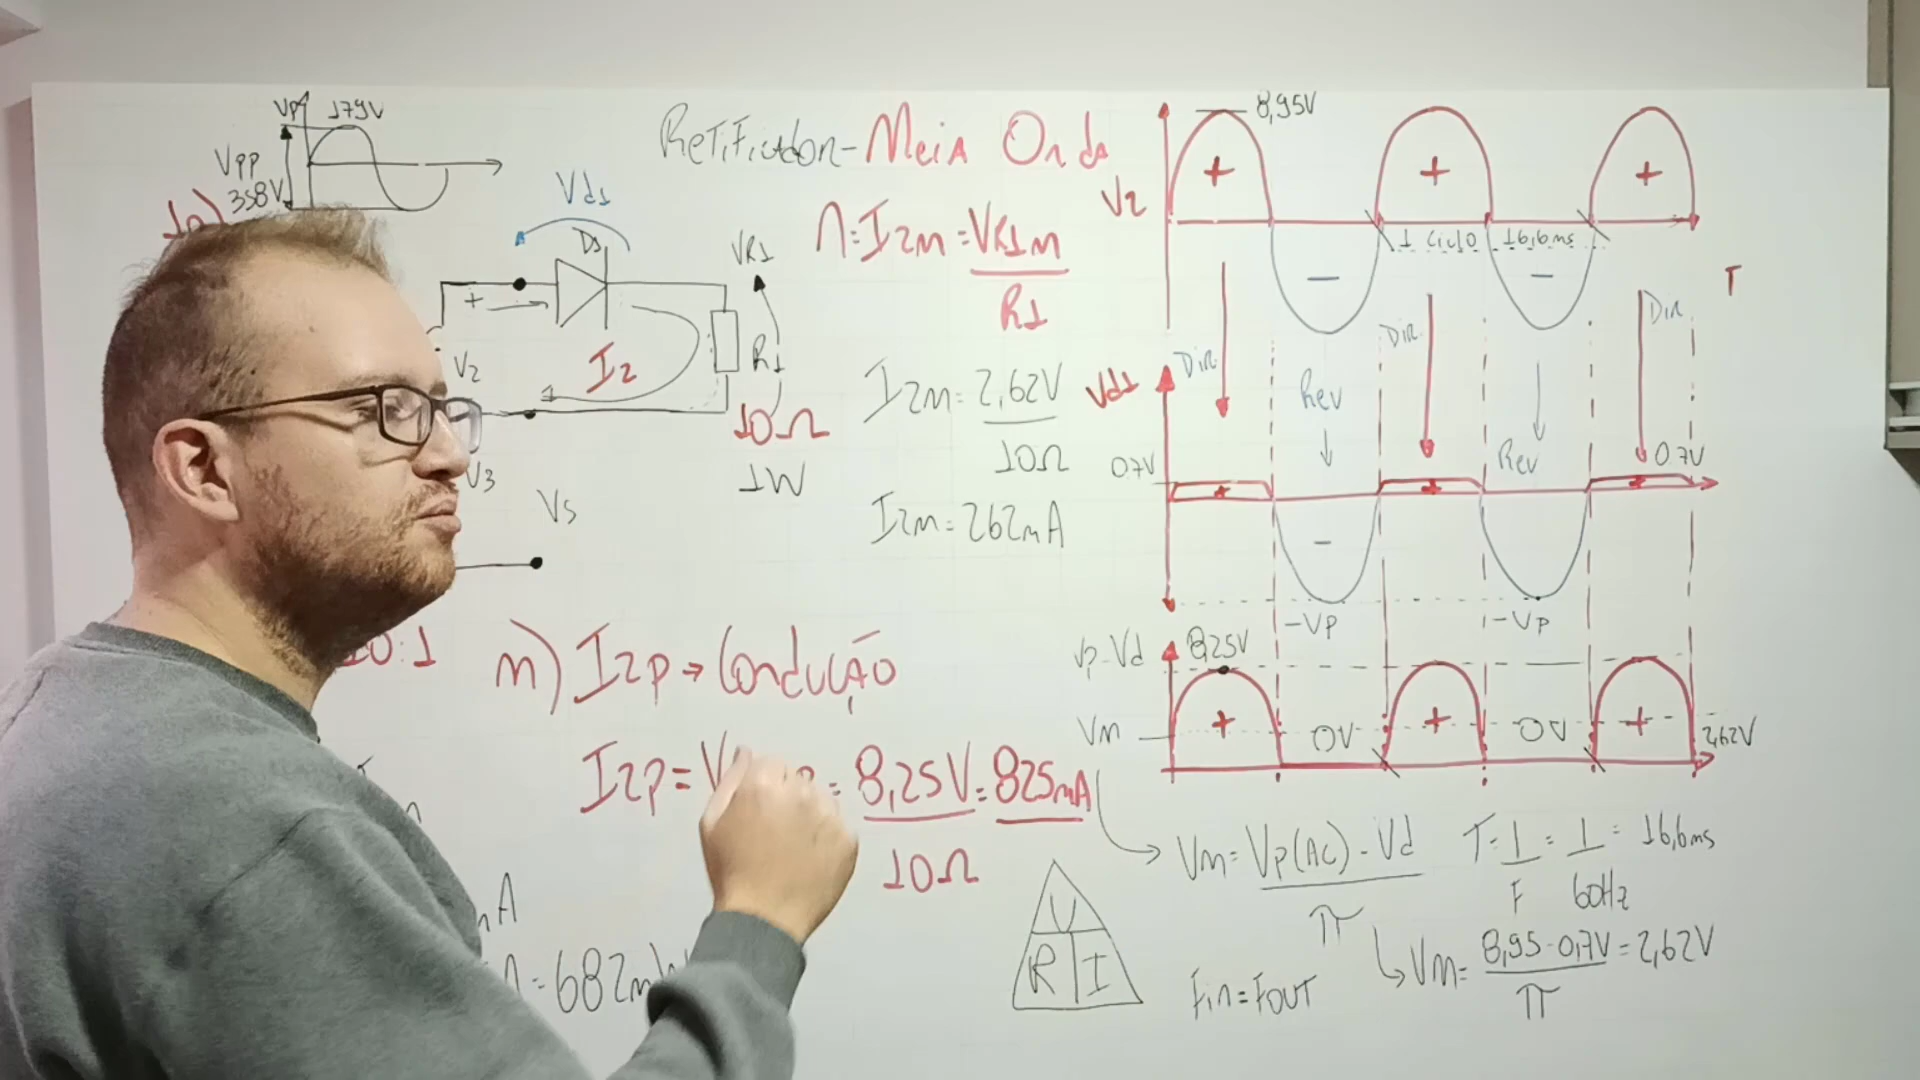 Vp 179V
VPP
358V
Retificador - Meia Onda
Vd1
D1
+
VR1
V2
I2
R1
10Ω
1W
V3
Vs
10:1
n: I2m = VR1m
R1
I2m = 2,62V
10Ω
I2m = 262mA
m) I2p → Condução
I2p = V = 8,25V = 825mA
10Ω
mA
= 682m
V
R I
V2
8,95V
+ + +
- -
1 ciclo 16,6ms
T
Dir Rev Dir. Rev Dir
Vd1
0.7V
0.7V
+ + +
-
-Vp -Vp
Vp-Vd 8,25V
Vm
+ 0V + 0V +
2,62V
Vm = Vp(AC) - Vd
π
T = 1 = 1 = 16,6ms
F 60Hz
Vm = 8,95 - 0,7V = 2,62V
π
Fin = FOUT